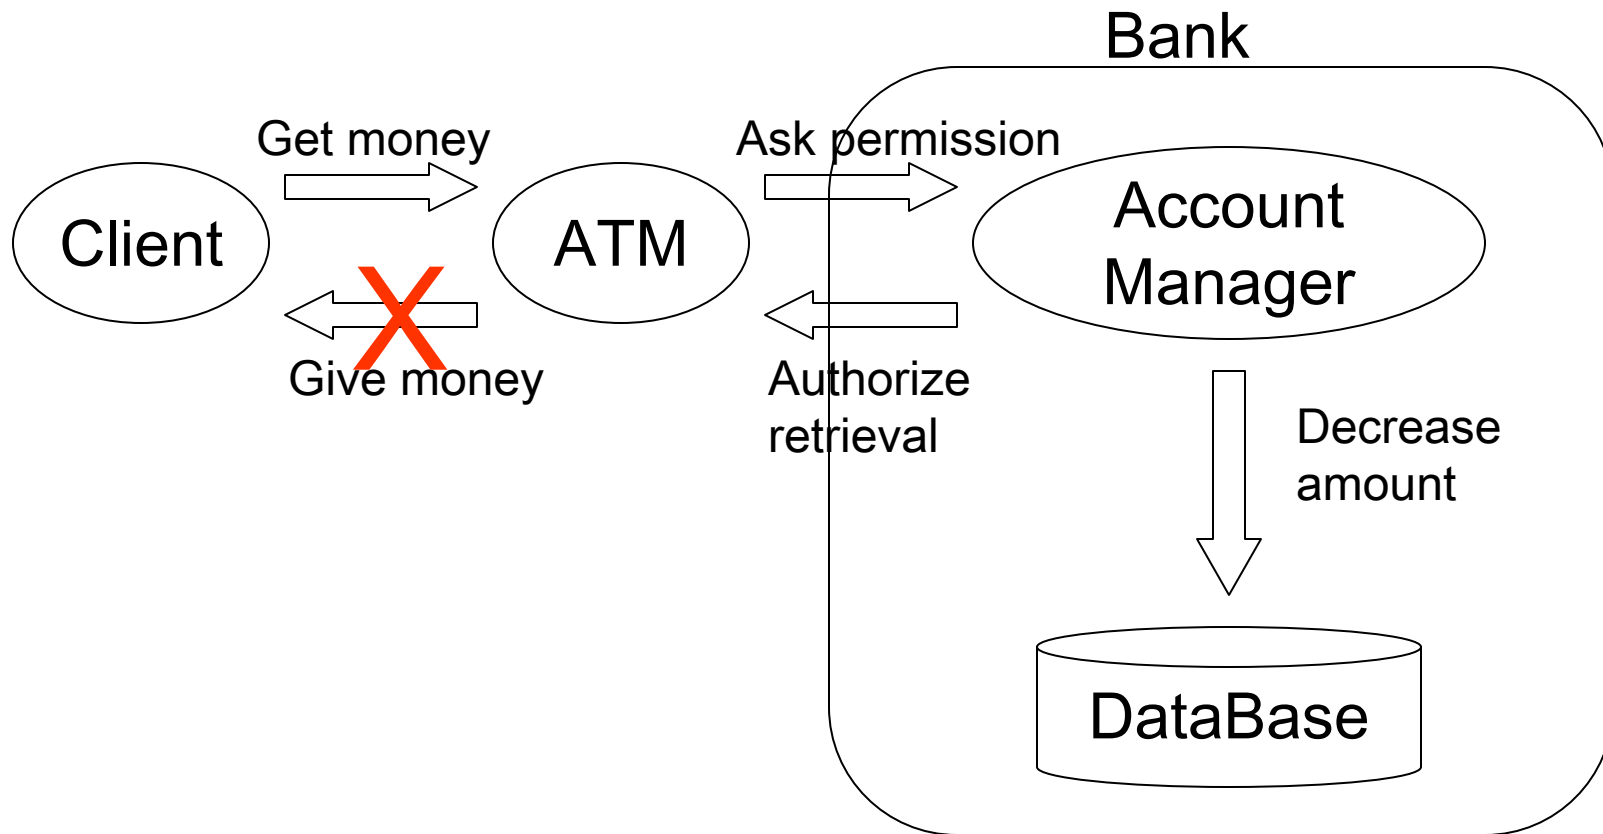 Bank
Get money
Ask permission
Client
ATM
Account
Manager
X
Give money
Authorize
retrieval
Decrease
amount
DataBase